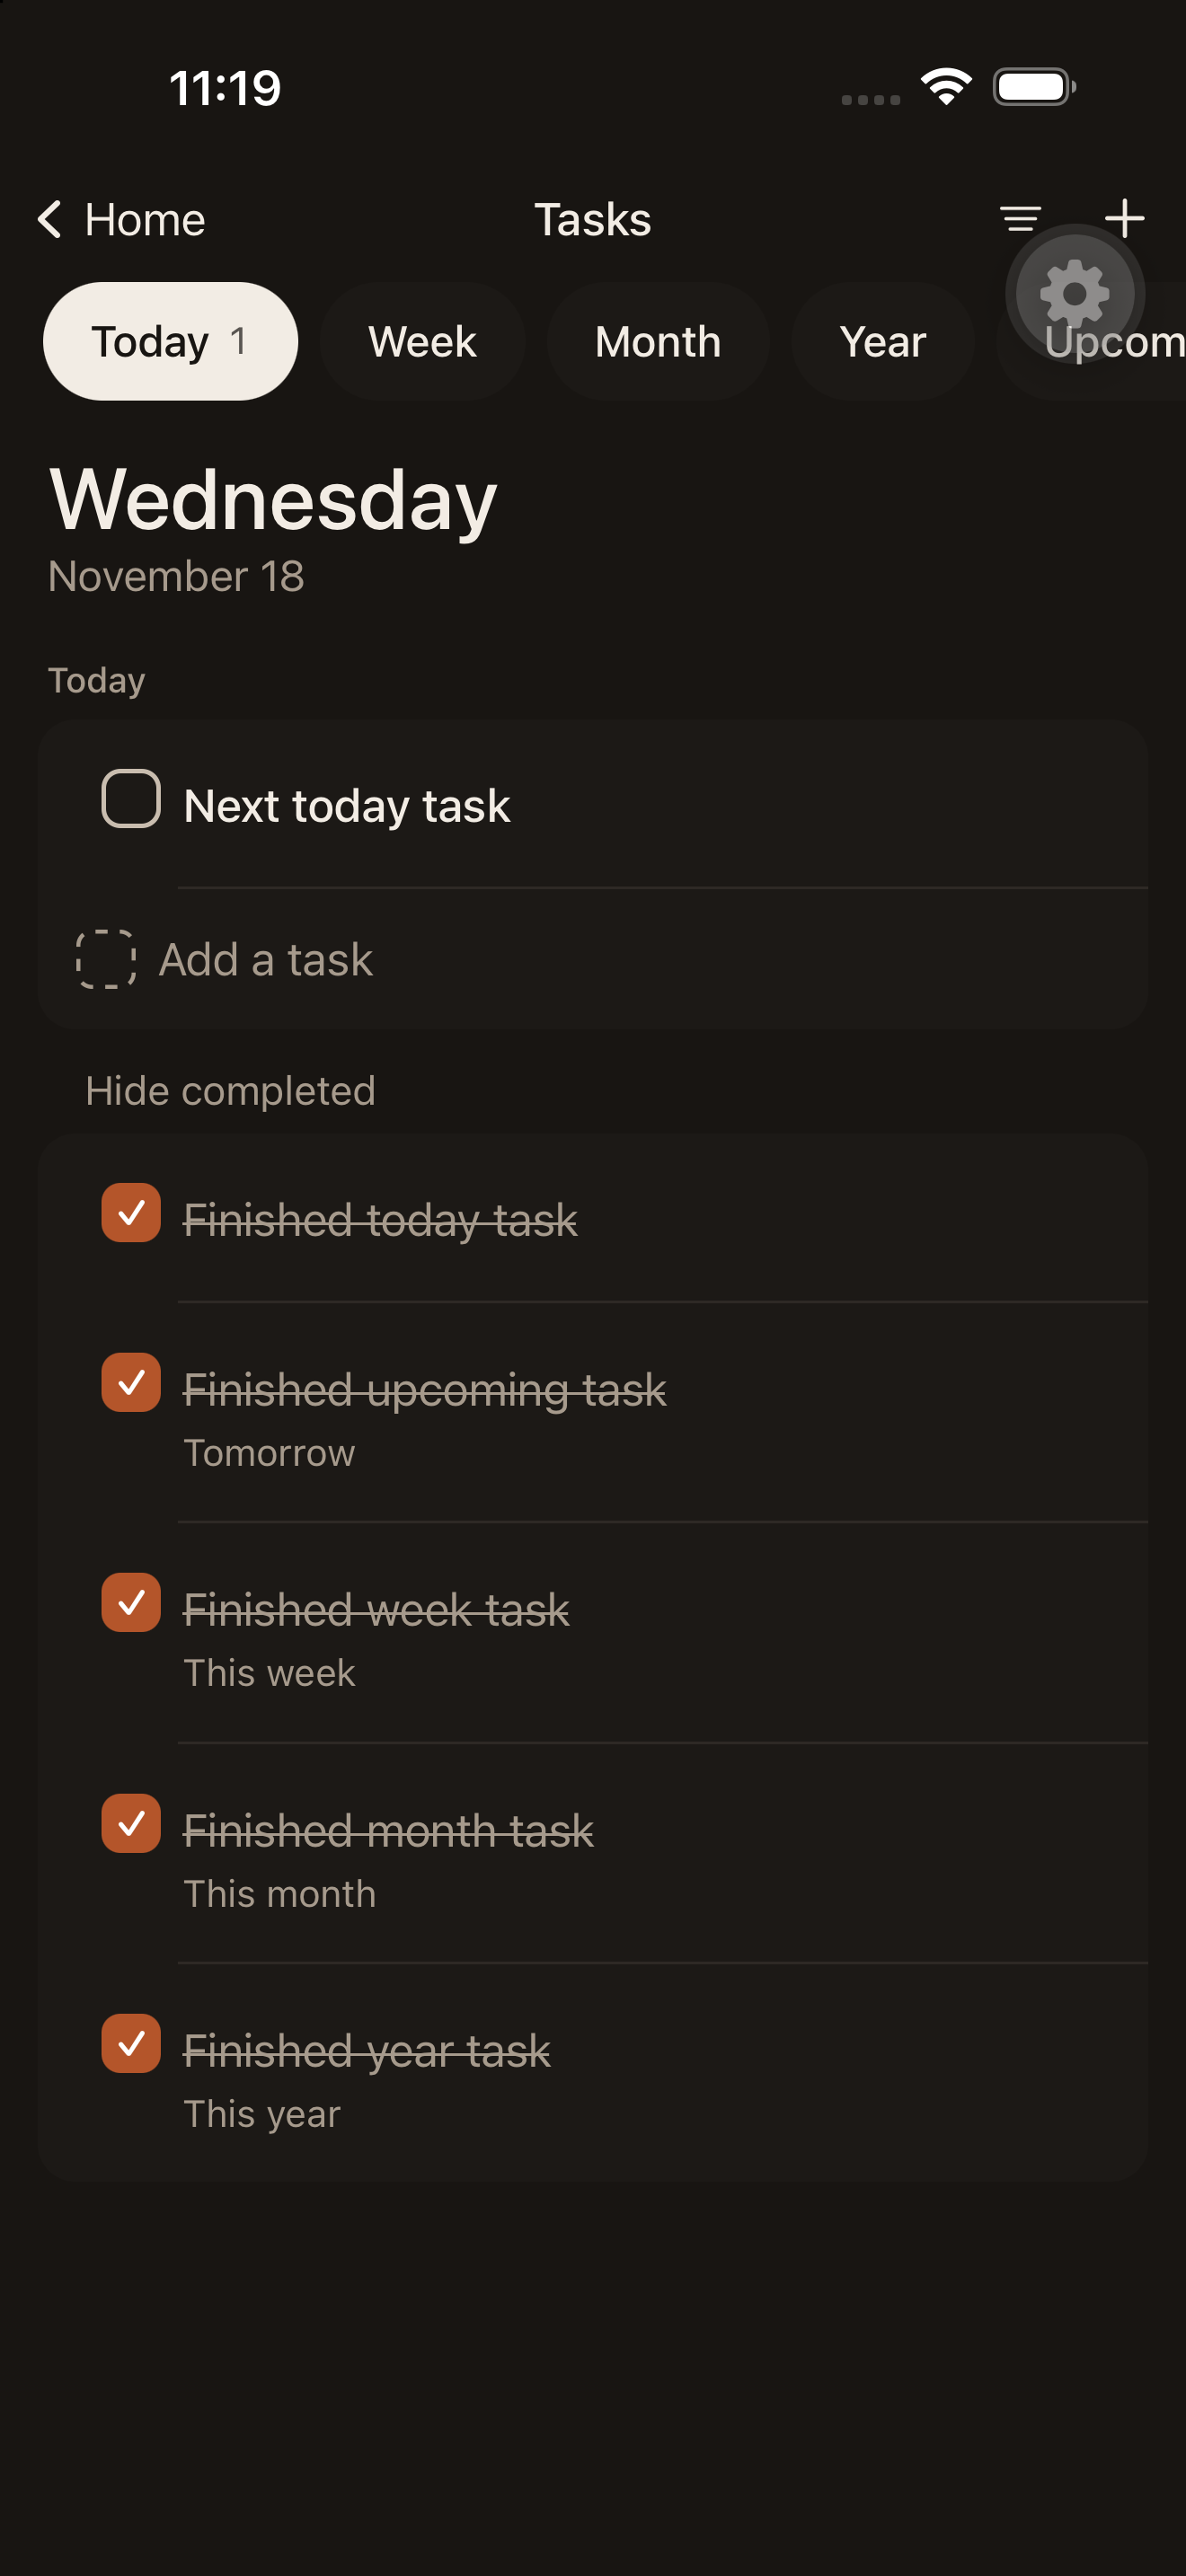 11:19
Home
Tasks
Today 1
Week
Month
Year
Upcom
Wednesday
November 18
Today
Next today task
Add a task
Hide completed
Finished today task
Finished upcoming task
Tomorrow
Finished week task
This week
Finished month task
This month
Finished year task
This year